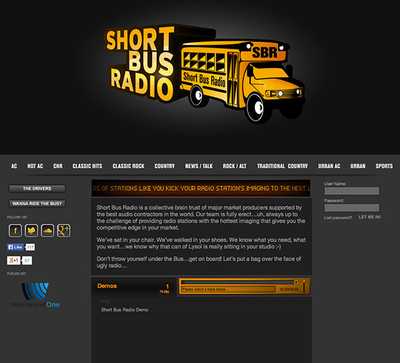 SHORT
BUS
RADIO
SBR
Short Bus Radio
AC HOT AC CHR CLASSIC HITS CLASSIC ROCK COUNTRY NEWS / TALK ROCK / ALT TRADITIONAL COUNTRY URBAN AC URBAN SPORTS
THE DRIVERS
WANNA RIDE THE BUS?
FOLLOW US!
Like
+1
OF STATIONS LIKE YOU KICK YOUR RADIO STATION'S IMAGING TO THE NEXT
Short Bus Radio is a collective brain trust of major market producers supported by
the best audio contractors in the world. Our team is fully erect…uh, always up to
the challenge of providing radio stations with the hottest imaging that gives you the
competitive edge in your market.
We've sat in your chair, We've walked in your shoes. We know what you need, what
you want…we know why that can of Lysol is really sitting in your studio :-)
Don't throw yourself under the Bus…get on board! Let's put a bag over the face of
ugly radio…
Demos
1
Short Bus Radio Demo
User Name:
Password:
Lost password? LET ME IN!
One